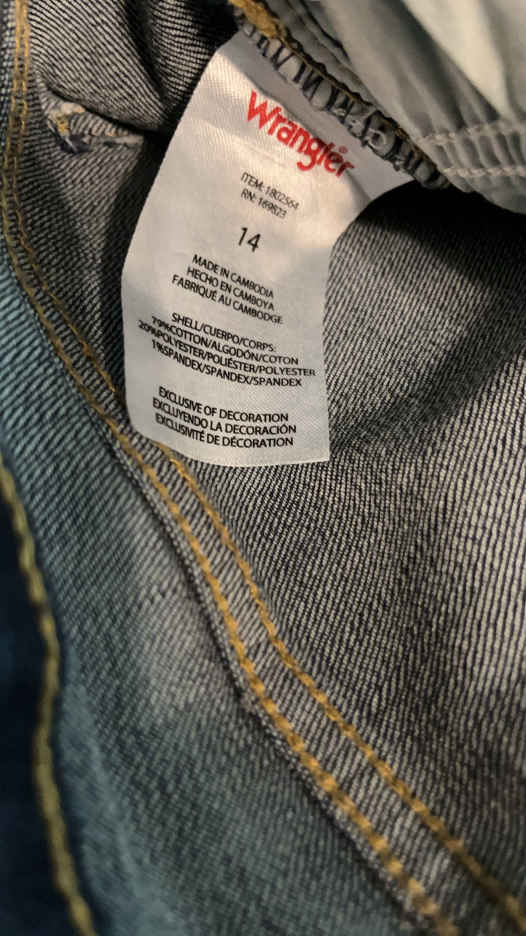 Wrangler®
ITEM: 1802564
RN: 169823
14
MADE IN CAMBODIA
HECHO EN CAMBOYA
FABRIQUÉ AU CAMBODGE
SHELL/CUERPO/CORPS:
79%COTTON/ALGODÓN/COTON
20%POLYESTER/POLIÉSTER/POLYESTER
1%SPANDEX/SPANDEX/SPANDEX
EXCLUSIVE OF DECORATION
EXCLUYENDO LA DECORACIÓN
EXCLUSIVITÉ DE DÉCORATION